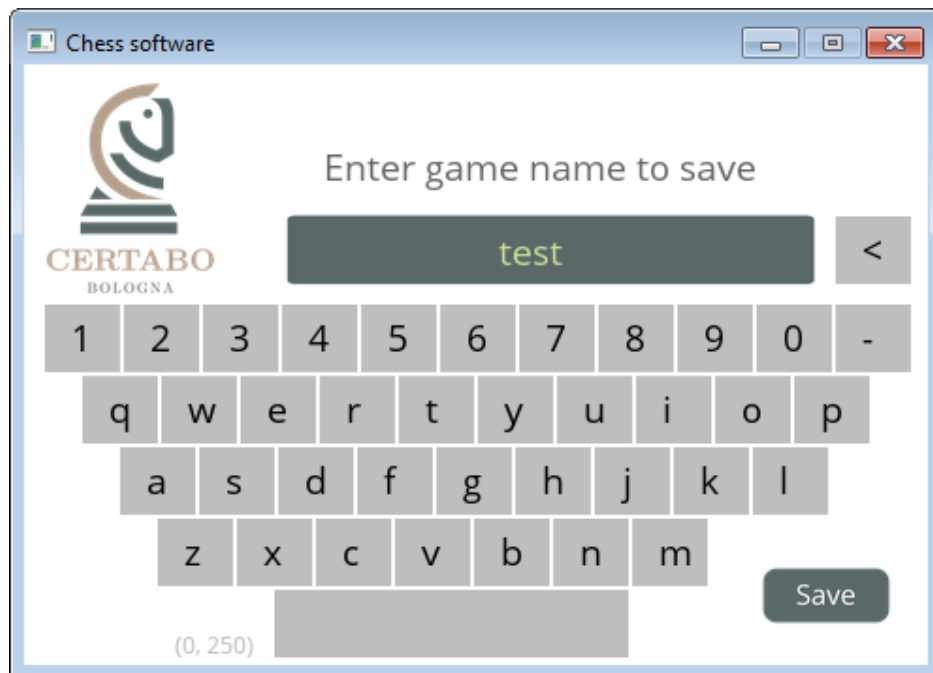 Chess software
Enter game name to save
test
<
CERTABO
BOLOGNA
1 2 3 4 5 6 7 8 9 0 -
q w e r t y u i o p
a s d f g h j k l
z x c v b n m
Save
(0, 250)